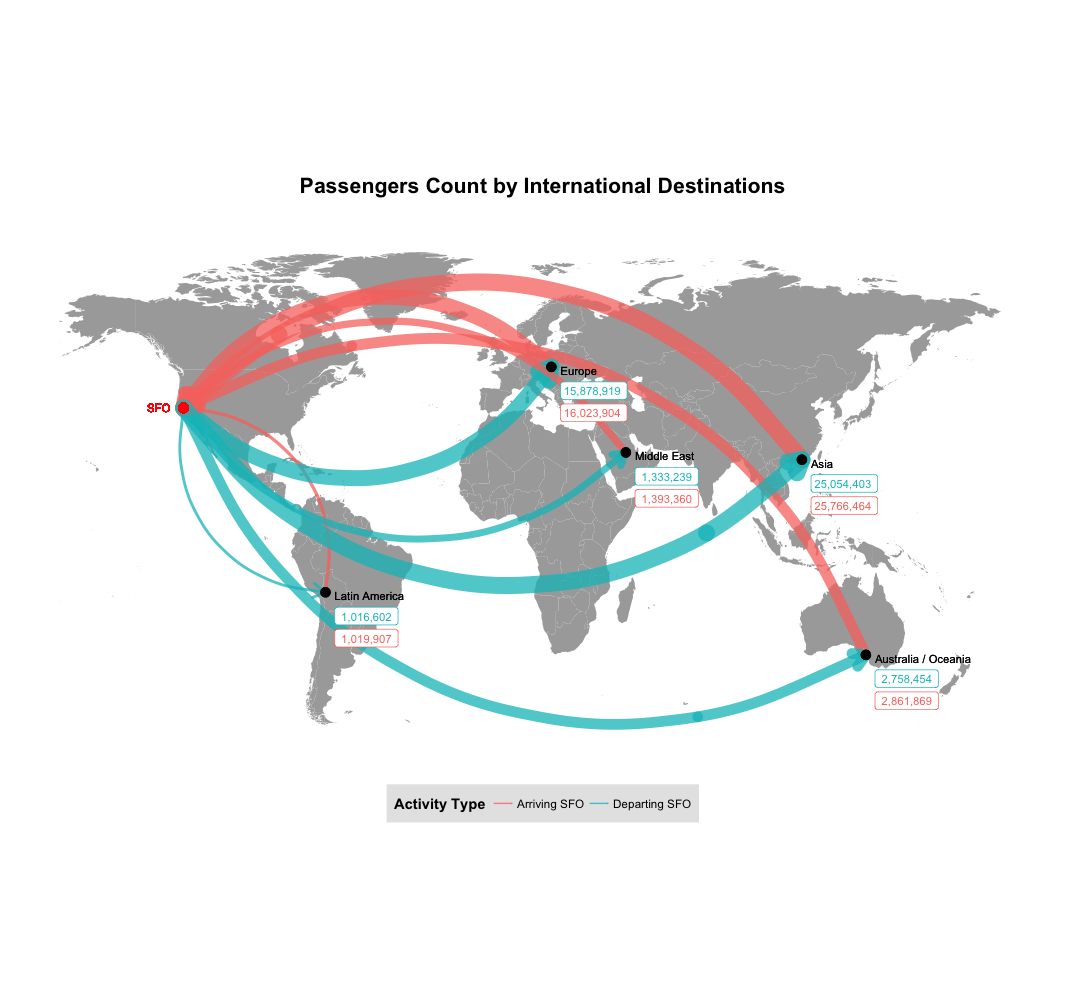 Passengers Count by International Destinations
SFO
Europe
15,878,919
16,023,904
Middle East
1,333,239
1,393,360
Asia
25,054,403
25,766,464
Latin America
1,016,602
1,019,907
Australia / Oceania
2,758,454
2,861,869
Activity Type Arriving SFO Departing SFO